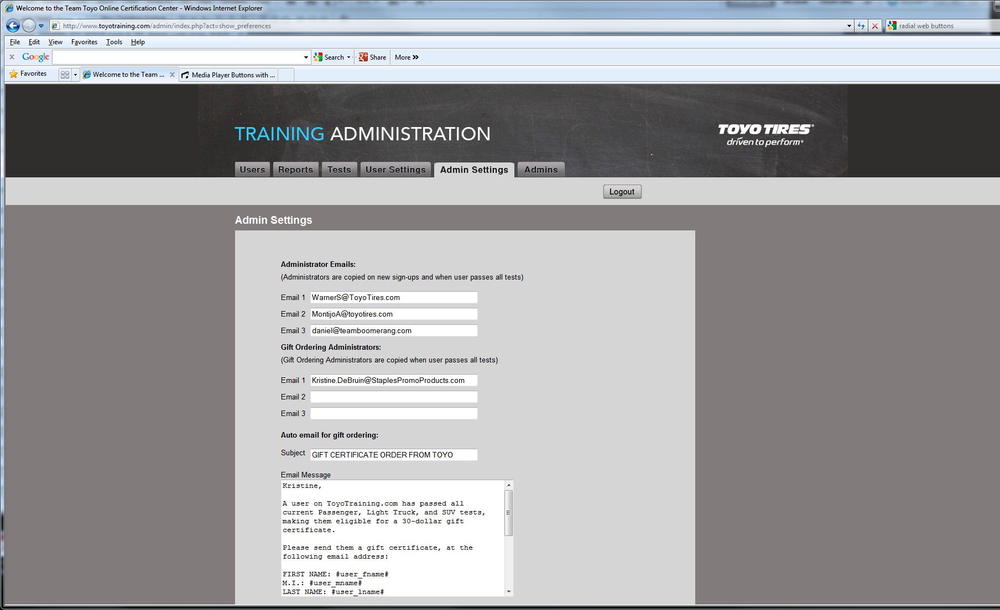 Welcome to the Team Toyo Online Certification Center - Windows Internet Explorer
http://www.toyotraining.com/admin/index.php?act=show_preferences
radial web buttons
File Edit View Favorites Tools Help
x Google Search Share More »
Favorites Welcome to the Team ... x Media Player Buttons with ...
TRAINING ADMINISTRATION
TOYO TIRES®
driven to perform®
Users Reports Tests User Settings Admin Settings Admins
Logout
Admin Settings
Administrator Emails:
(Administrators are copied on new sign-ups and when user passes all tests)
Email 1 WarnerS@ToyoTires.com
Email 2 MontijoA@toyotires.com
Email 3 daniel@teamboomerang.com
Gift Ordering Administrators:
(Gift Ordering Administrators are copied when user passes all tests)
Email 1 Kristine.DeBruin@StaplesPromoProducts.com
Email 2
Email 3
Auto email for gift ordering:
Subject GIFT CERTIFICATE ORDER FROM TOYO
Email Message
Kristine,
A user on ToyoTraining.com has passed all
current Passenger, Light Truck, and SUV tests,
making them eligible for a 30-dollar gift
certificate.
Please send them a gift certificate, at the
following email address:
FIRST NAME: #user_fname#
M.I.: #user_mname#
LAST NAME: #user_lname#